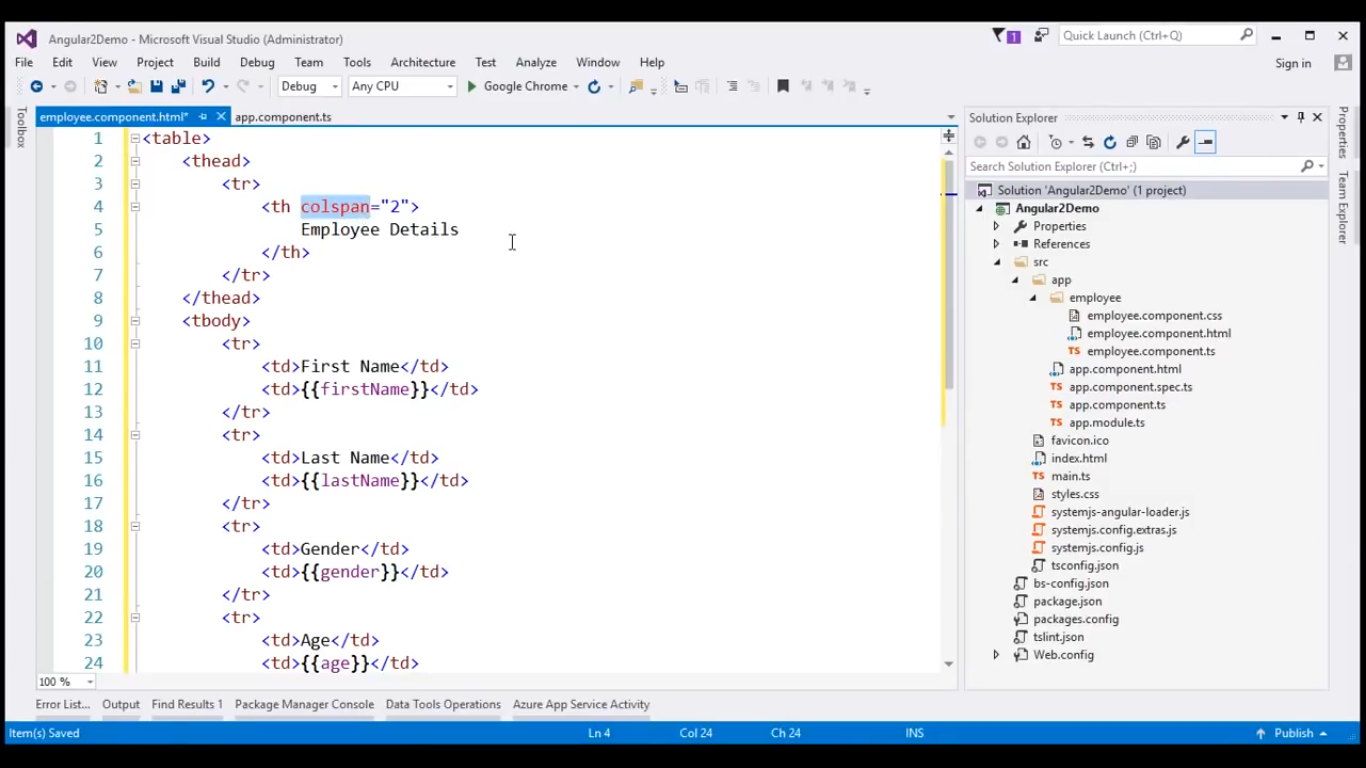 Angular2Demo - Microsoft Visual Studio (Administrator)
1
Quick Launch (Ctrl+Q)
File Edit View Project Build Debug Team Tools Architecture Test Analyze Window Help
Sign in
Debug Any CPU Google Chrome
Toolbox
employee.component.html* app.component.ts
1 <table>
2 <thead>
3 <tr>
4 <th colspan="2">
5 Employee Details
6 </th>
7 </tr>
8 </thead>
9 <tbody>
10 <tr>
11 <td>First Name</td>
12 <td>{{firstName}}</td>
13 </tr>
14 <tr>
15 <td>Last Name</td>
16 <td>{{lastName}}</td>
17 </tr>
18 <tr>
19 <td>Gender</td>
20 <td>{{gender}}</td>
21 </tr>
22 <tr>
23 <td>Age</td>
24 <td>{{age}}</td>
100 %
Solution Explorer
Search Solution Explorer (Ctrl+;)
Solution 'Angular2Demo' (1 project)
Angular2Demo
Properties
References
src
app
employee
employee.component.css
employee.component.html
TS employee.component.ts
app.component.html
TS app.component.spec.ts
TS app.component.ts
TS app.module.ts
favicon.ico
index.html
TS main.ts
styles.css
systemjs-angular-loader.js
systemjs.config.extras.js
systemjs.config.js
tsconfig.json
bs-config.json
package.json
packages.config
tslint.json
Web.config
Properties
Team Explorer
Error List... Output Find Results 1 Package Manager Console Data Tools Operations Azure App Service Activity
Item(s) Saved Ln 4 Col 24 Ch 24 INS Publish